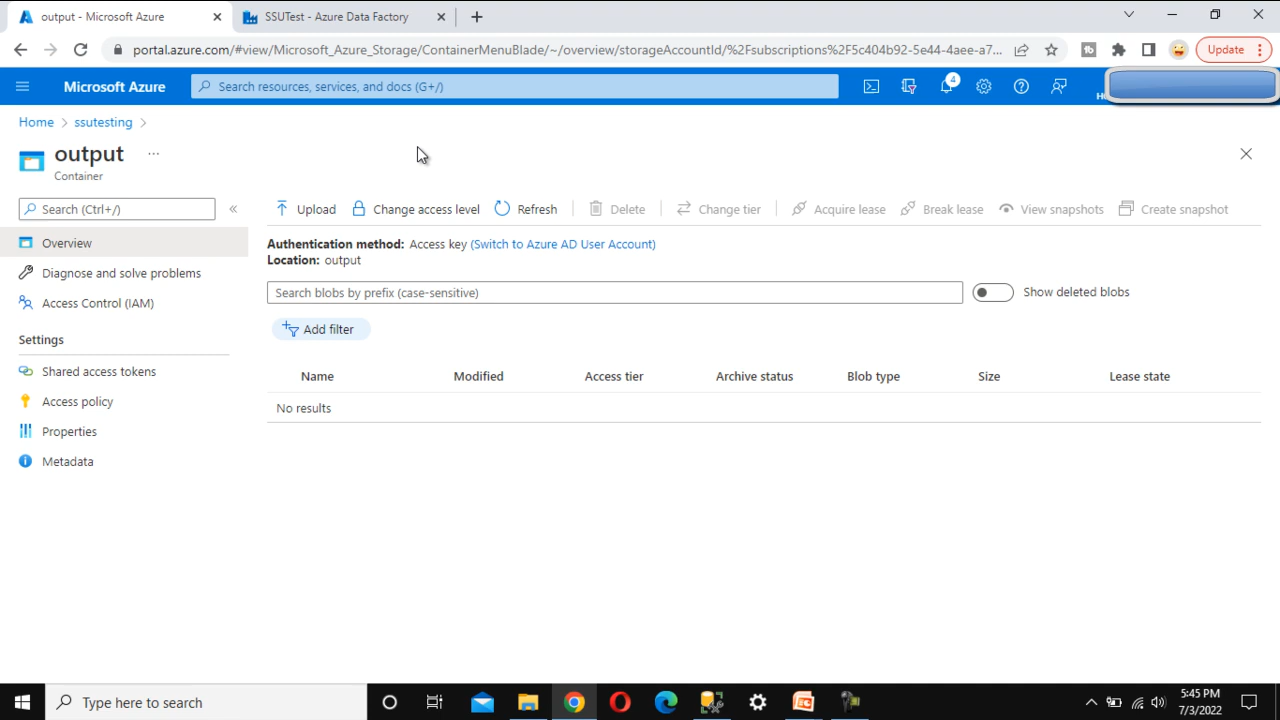 output - Microsoft Azure
SSUTest - Azure Data Factory
portal.azure.com/#view/Microsoft_Azure_Storage/ContainerMenuBlade/~/overview/storageAccountId/%2Fsubscriptions%2F5c404b92-5e44-4aee-a7...
Update
Microsoft Azure
Search resources, services, and docs (G+/)
4
Home > ssutesting >
output ...
Container
Search (Ctrl+/)
«
Upload
Change access level
Refresh
Delete
Change tier
Acquire lease
Break lease
View snapshots
Create snapshot
Overview
Diagnose and solve problems
Access Control (IAM)
Settings
Shared access tokens
Access policy
Properties
Metadata
Authentication method: Access key (Switch to Azure AD User Account)
Location: output
Search blobs by prefix (case-sensitive)
Show deleted blobs
Add filter
Name Modified Access tier Archive status Blob type Size Lease state
No results
Type here to search
5:45 PM
7/3/2022